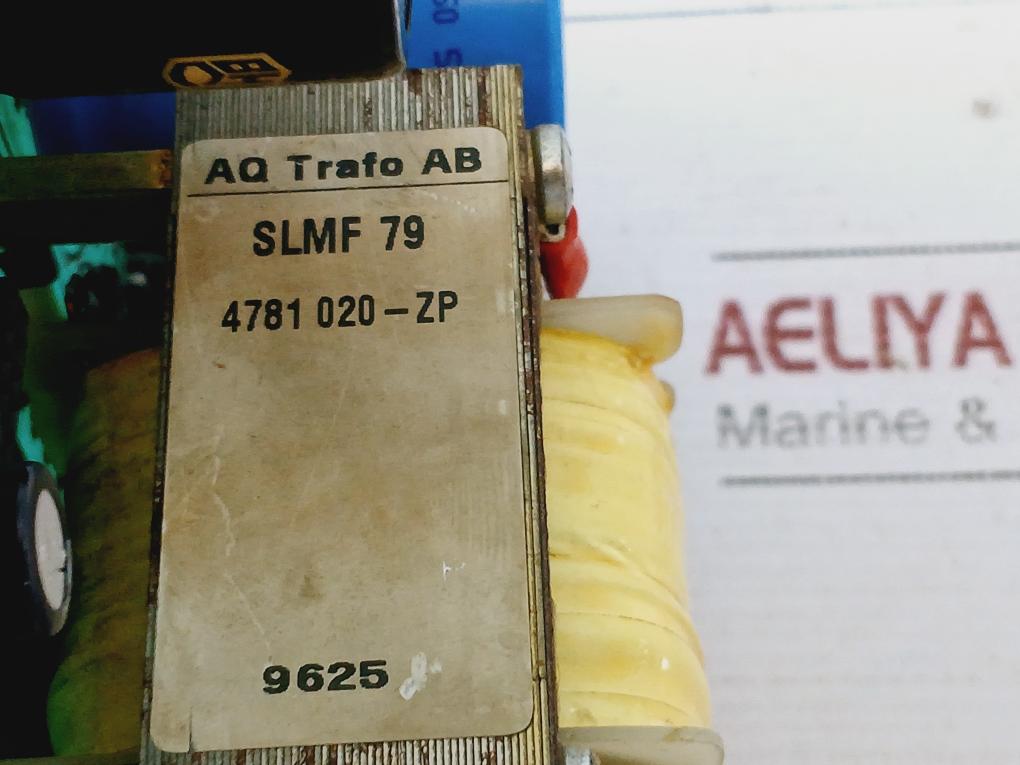 AQ Trafo AB
SLMF 79
4781 020-ZP
9625
AELIYA
Marine &